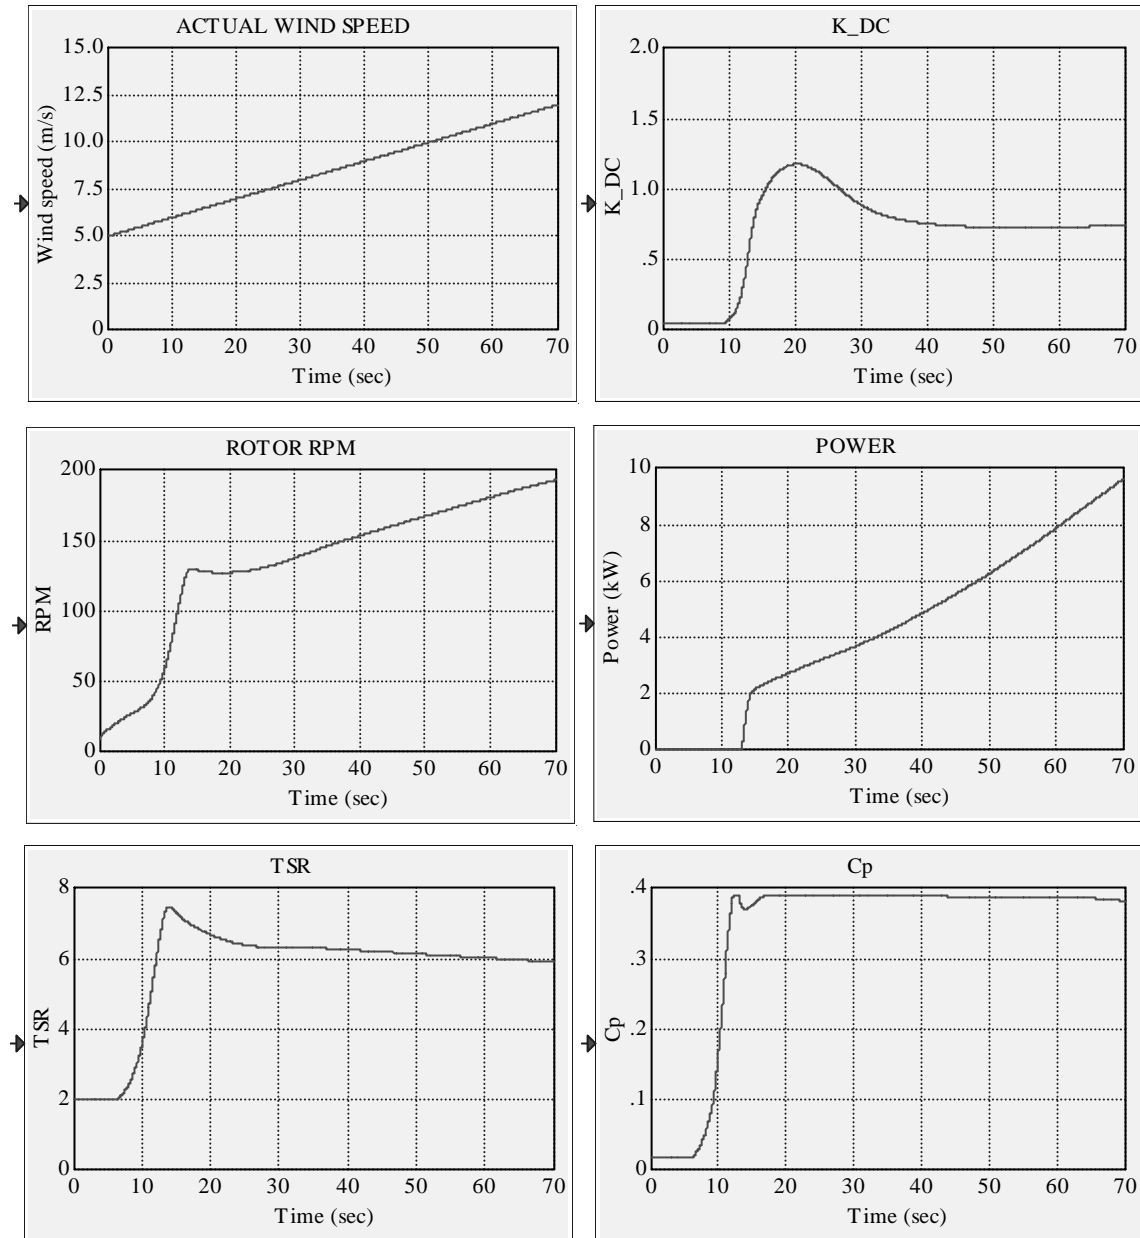 ACTUAL WIND SPEED
Wind speed (m/s)
15.0
12.5
10.0
7.5
5.0
2.5
0
0 10 20 30 40 50 60 70
Time (sec)
K_DC
K_DC
2.0
1.5
1.0
.5
0
0 10 20 30 40 50 60 70
Time (sec)
ROTOR RPM
RPM
200
150
100
50
0
0 10 20 30 40 50 60 70
Time (sec)
POWER
Power (kW)
10
8
6
4
2
0
0 10 20 30 40 50 60 70
Time (sec)
TSR
TSR
8
6
4
2
0
0 10 20 30 40 50 60 70
Time (sec)
Cp
Cp
.4
.3
.2
.1
0
0 10 20 30 40 50 60 70
Time (sec)